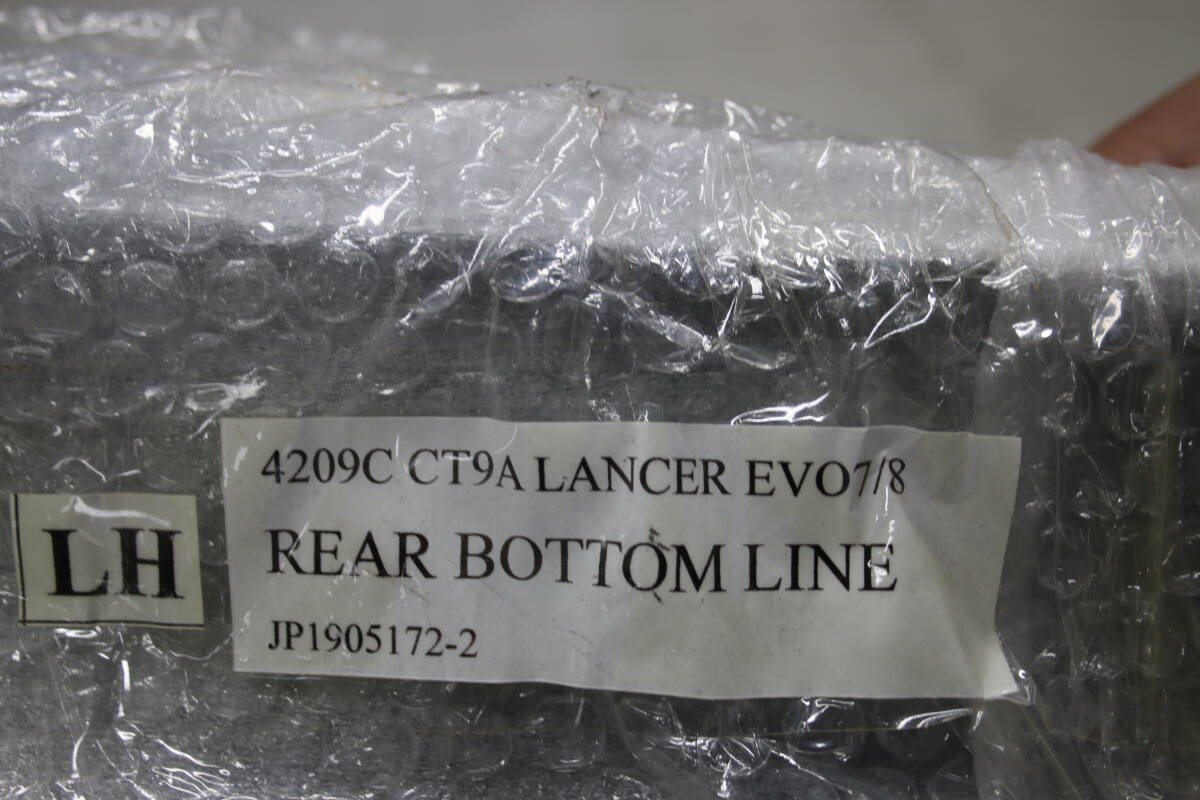 LH
4209C CT9A LANCER EVO7/8
REAR BOTTOM LINE
JP1905172-2